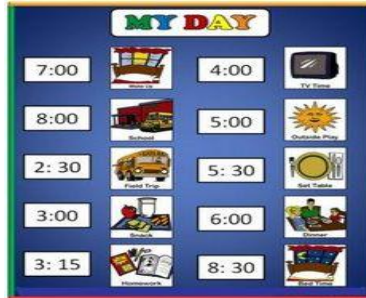 MY DAY
7:00
Wake Up
4:00
TV Time
8:00
School
5:00
Outside Play
2: 30
Field Trip
5: 30
Set Table
3:00
Snack
6:00
Dinner
3: 15
Homework
8: 30
Bed Time